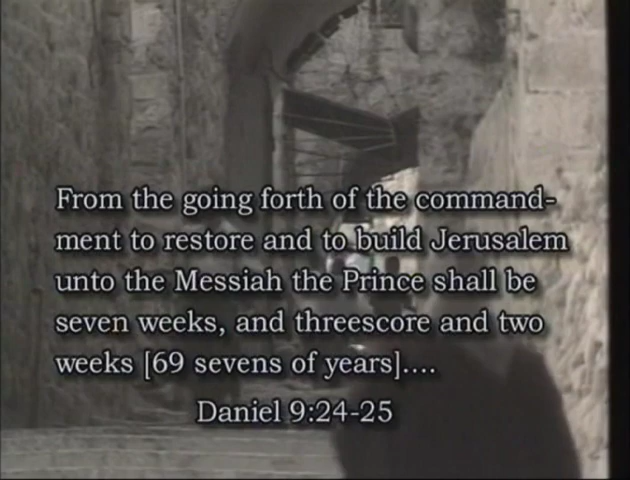 From the going forth of the command-
ment to restore and to build Jerusalem
unto the Messiah the Prince shall be
seven weeks, and threescore and two
weeks [69 sevens of years]....
Daniel 9:24-25